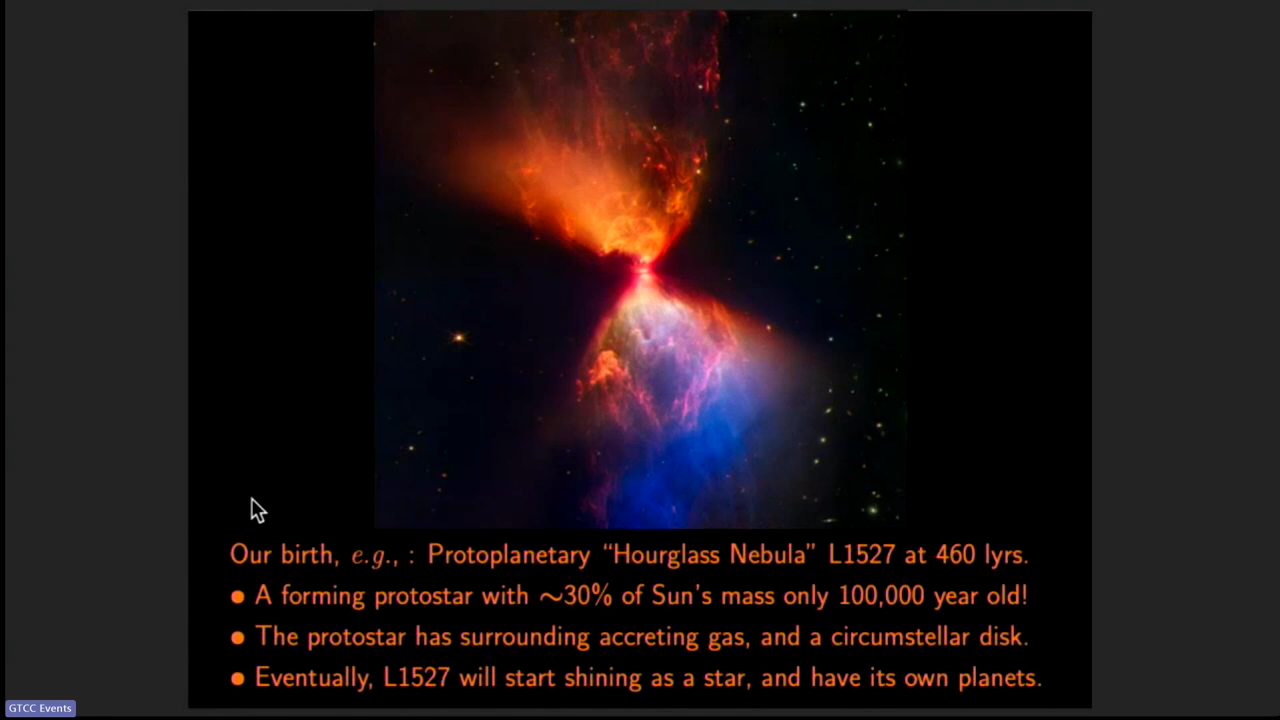 Our birth, e.g., : Protoplanetary “Hourglass Nebula” L1527 at 460 lyrs.
● A forming protostar with ∼30% of Sun's mass only 100,000 year old!
● The protostar has surrounding accreting gas, and a circumstellar disk.
● Eventually, L1527 will start shining as a star, and have its own planets.
GTCC Events